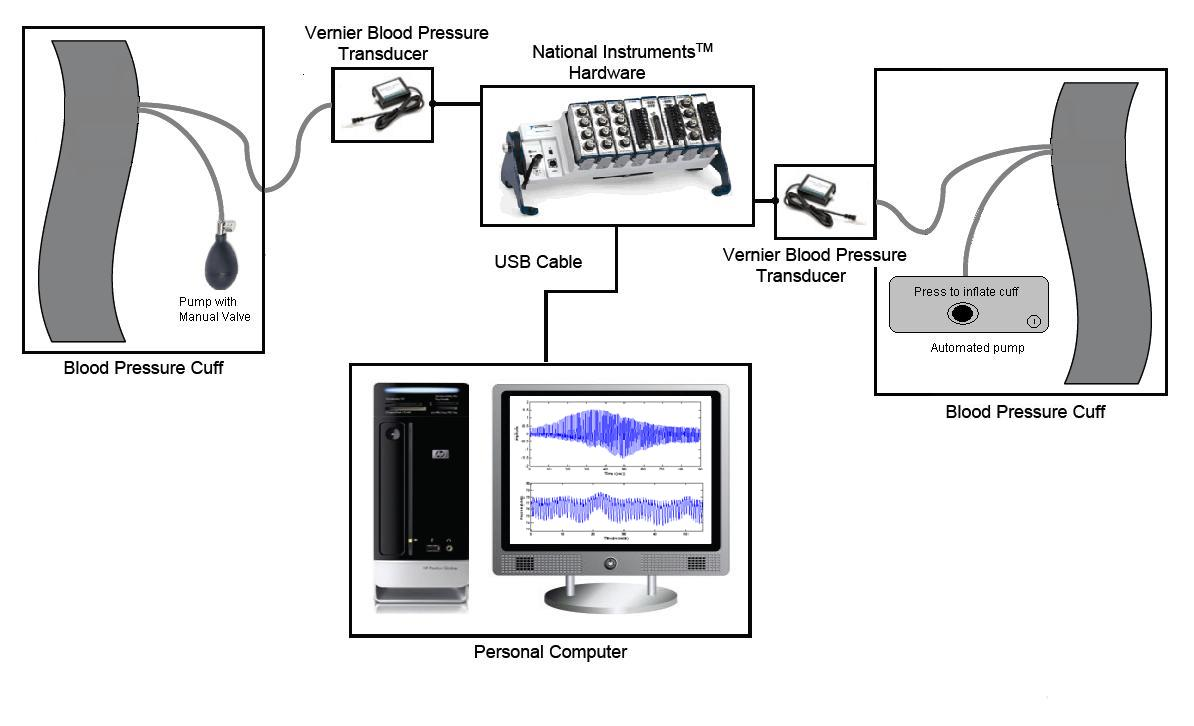 Vernier Blood Pressure
Transducer
National Instruments™
Hardware
Pump with
Manual Valve
Blood Pressure Cuff
USB Cable
Vernier Blood Pressure
Transducer
Press to inflate cuff
Automated pump
Blood Pressure Cuff
hp
Personal Computer